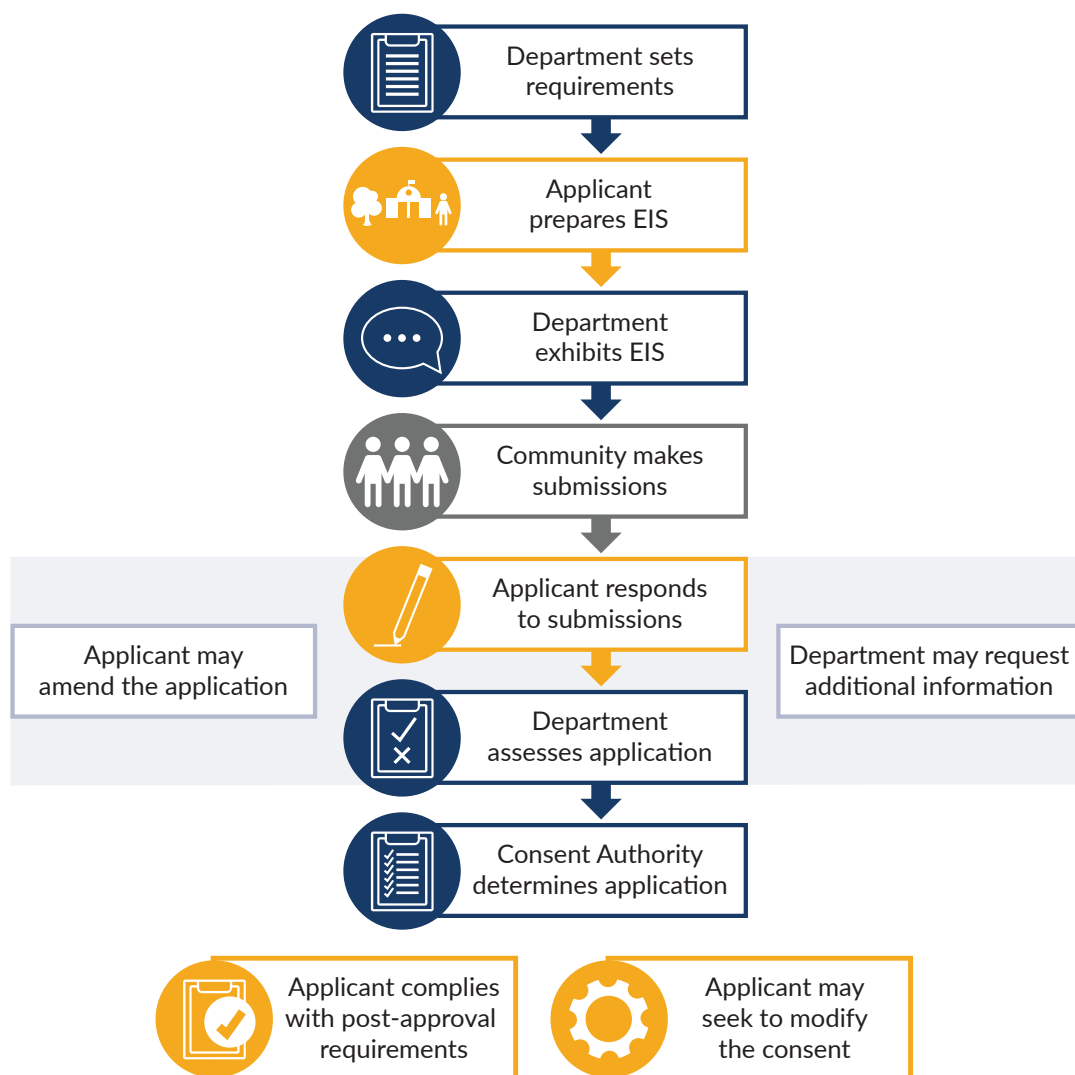 Department sets
requirements
Applicant
prepares EIS
Department
exhibits EIS
Community makes
submissions
Applicant responds
to submissions
Applicant may
amend the application
Department may request
additional information
Department
assesses application
Consent Authority
determines application
Applicant complies
with post-approval
requirements
Applicant may
seek to modify
the consent